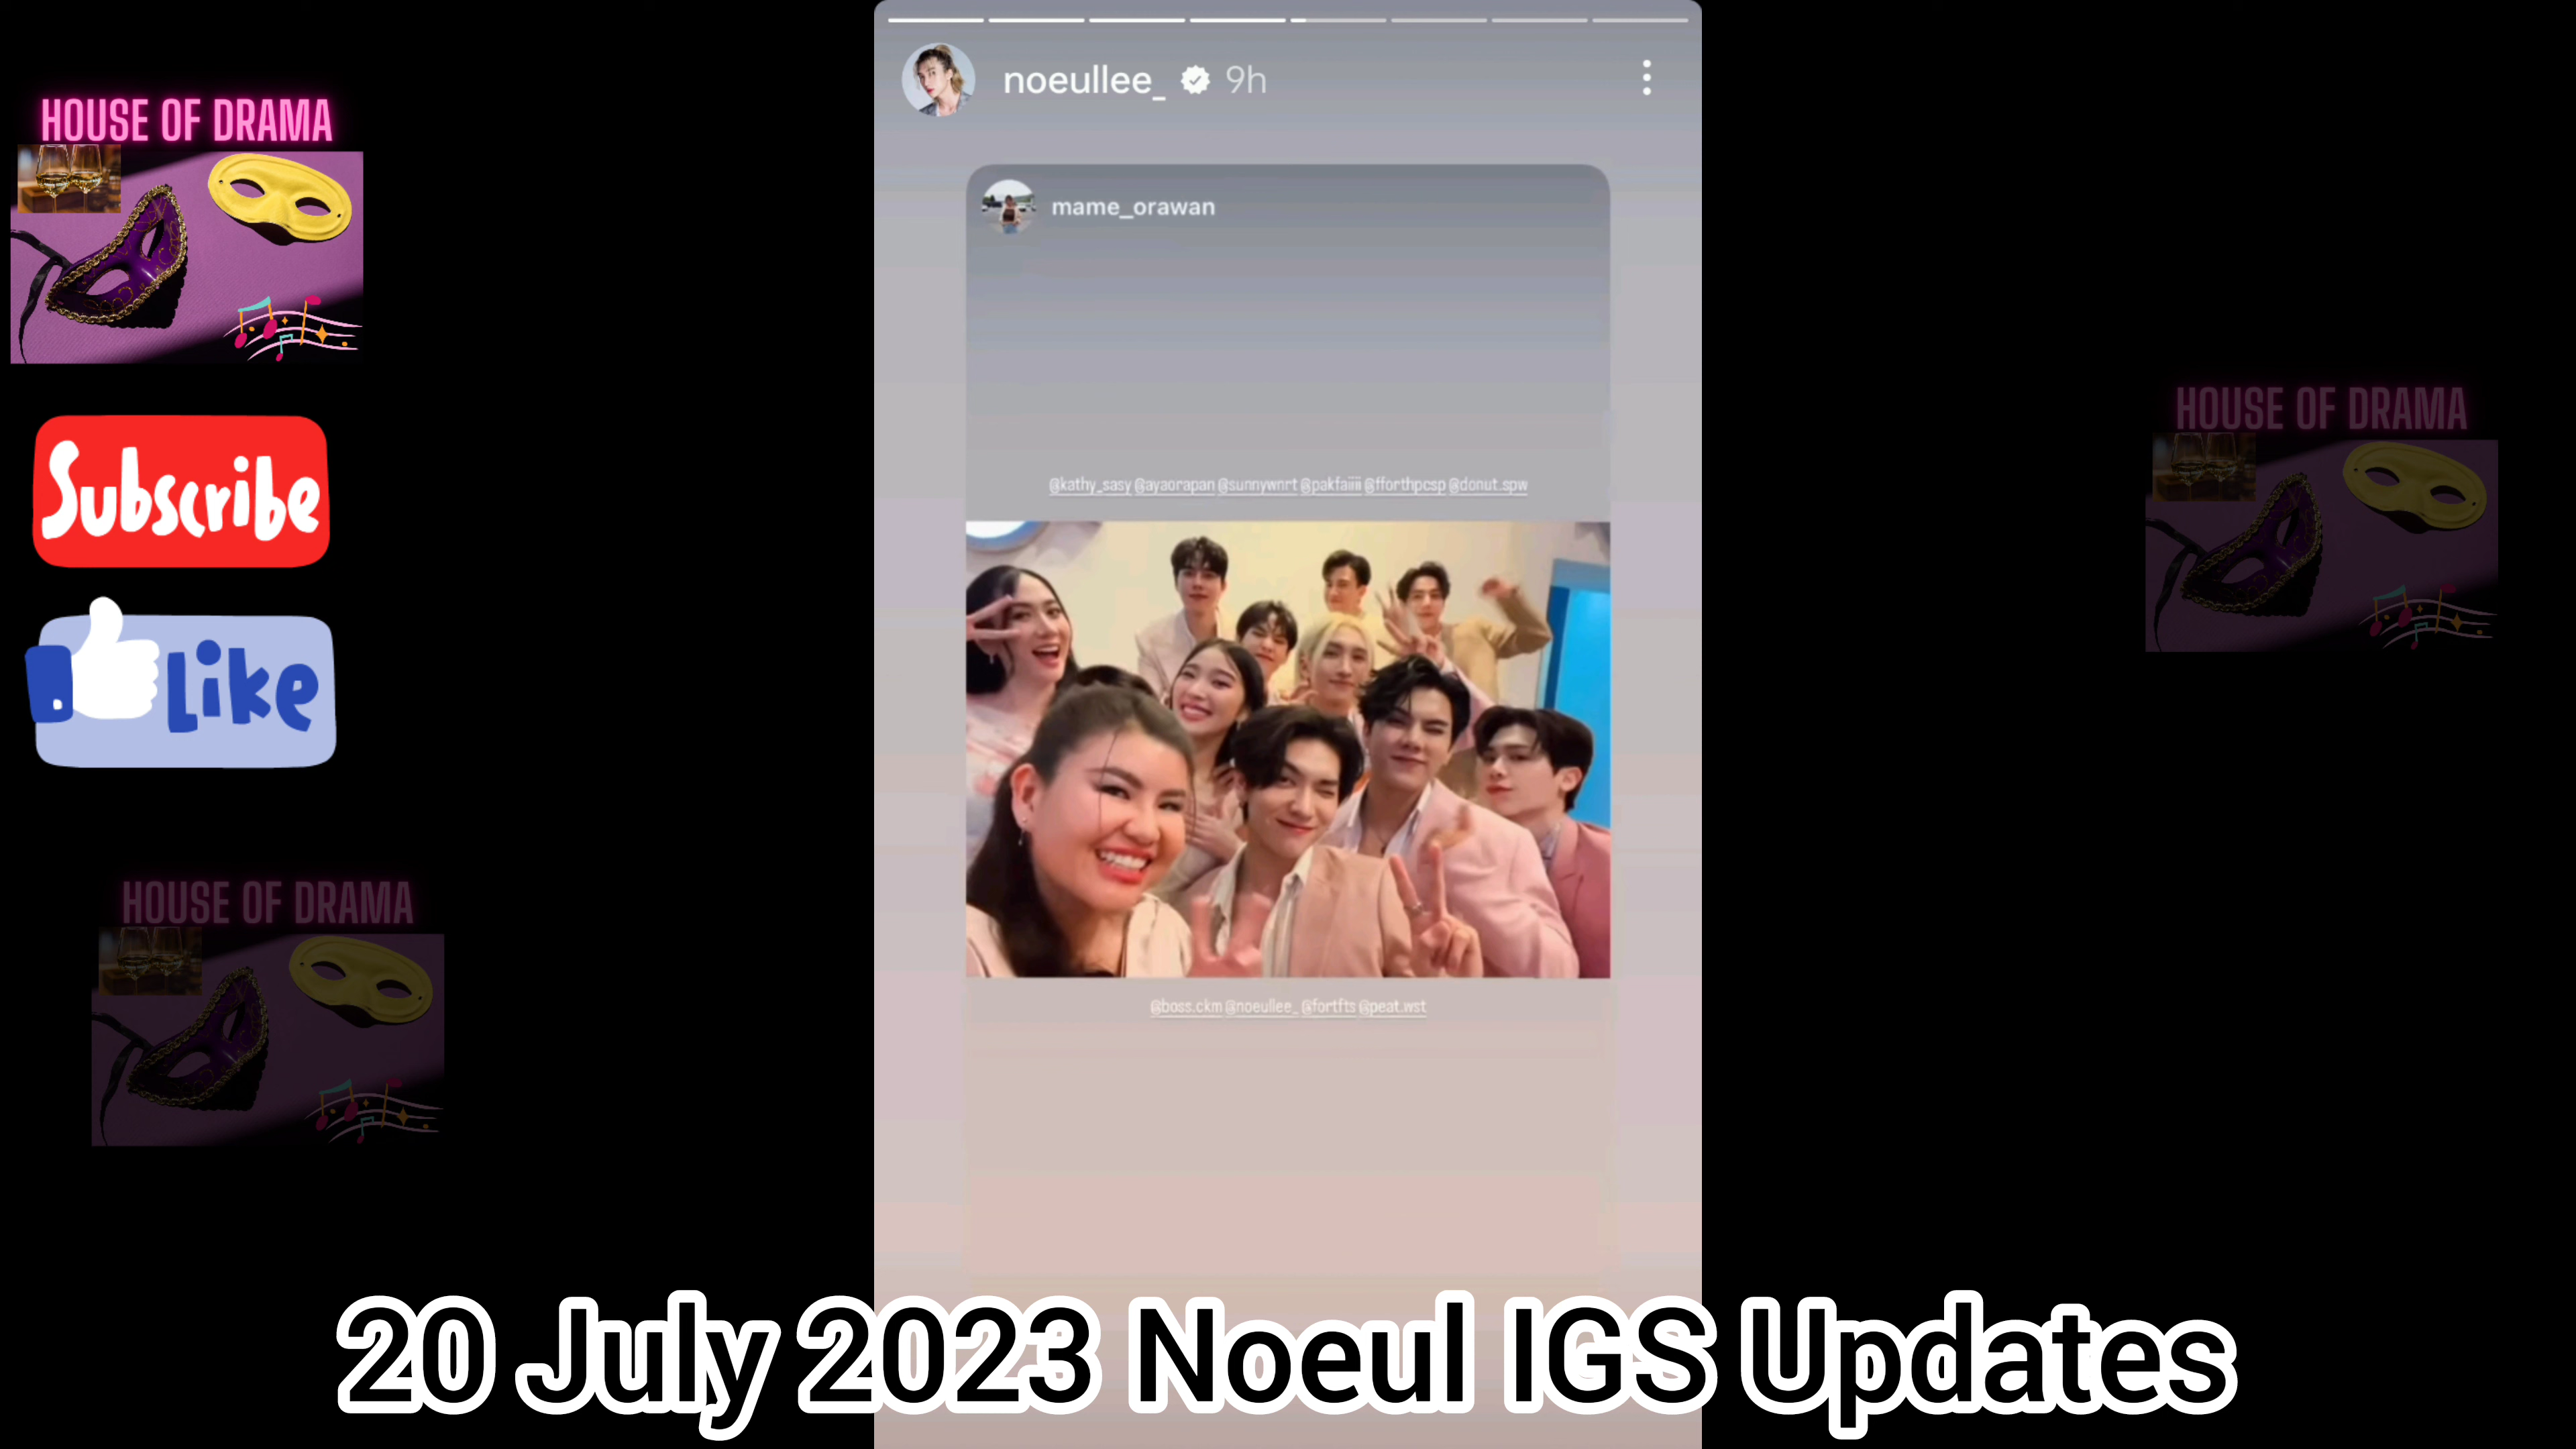 HOUSE OF DRAMA
Subscribe
Like
HOUSE OF DRAMA
noeullee_ 9h
mame_orawan
@kathy_sasy @ayaorapan @sunnywnrt @pakfaiiii @fforthpcsp @donut.spw
@boss.ckm @noeullee_ @fortfts @peat.wst
HOUSE OF DRAMA
20 July 2023 Noeul IGS Updates